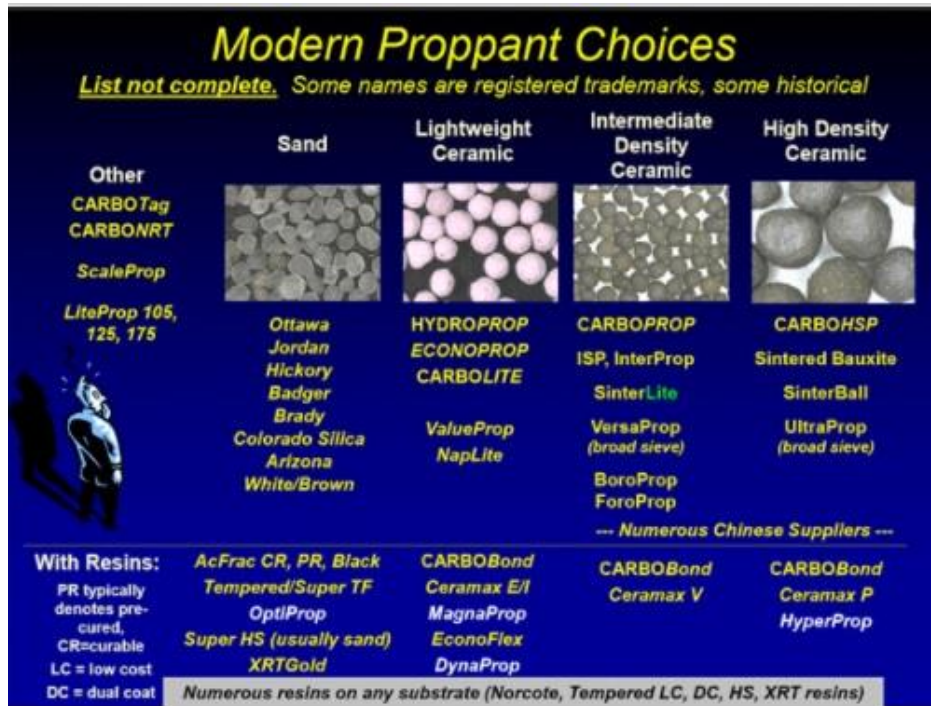 Modern Proppant Choices
List not complete. Some names are registered trademarks, some historical
Other
CARBOTag
CARBONRT
ScaleProp
LiteProp 105,
125, 175
Sand
Ottawa
Jordan
Hickory
Badger
Brady
Colorado Silica
Arizona
White/Brown
Lightweight
Ceramic
HYDROPROP
ECONOPROP
CARBOLITE
ValueProp
NapLite
Intermediate
Density
Ceramic
CARBOPROP
ISP, InterProp
SinterLite
VersaProp
(broad sieve)
BoroProp
ForoProp
High Density
Ceramic
CARBOHSP
Sintered Bauxite
SinterBall
UltraProp
(broad sieve)
--- Numerous Chinese Suppliers ---
With Resins:
PR typically
denotes pre-
cured,
CR=curable
LC = low cost
DC = dual coat
AcFrac CR, PR, Black
Tempered/Super TF
OptiProp
Super HS (usually sand)
XRTGold
CARBOBond
Ceramax E/I
MagnaProp
EconoFlex
DynaProp
CARBOBond
Ceramax V
CARBOBond
Ceramax P
HyperProp
Numerous resins on any substrate (Norcote, Tempered LC, DC, HS, XRT resins)